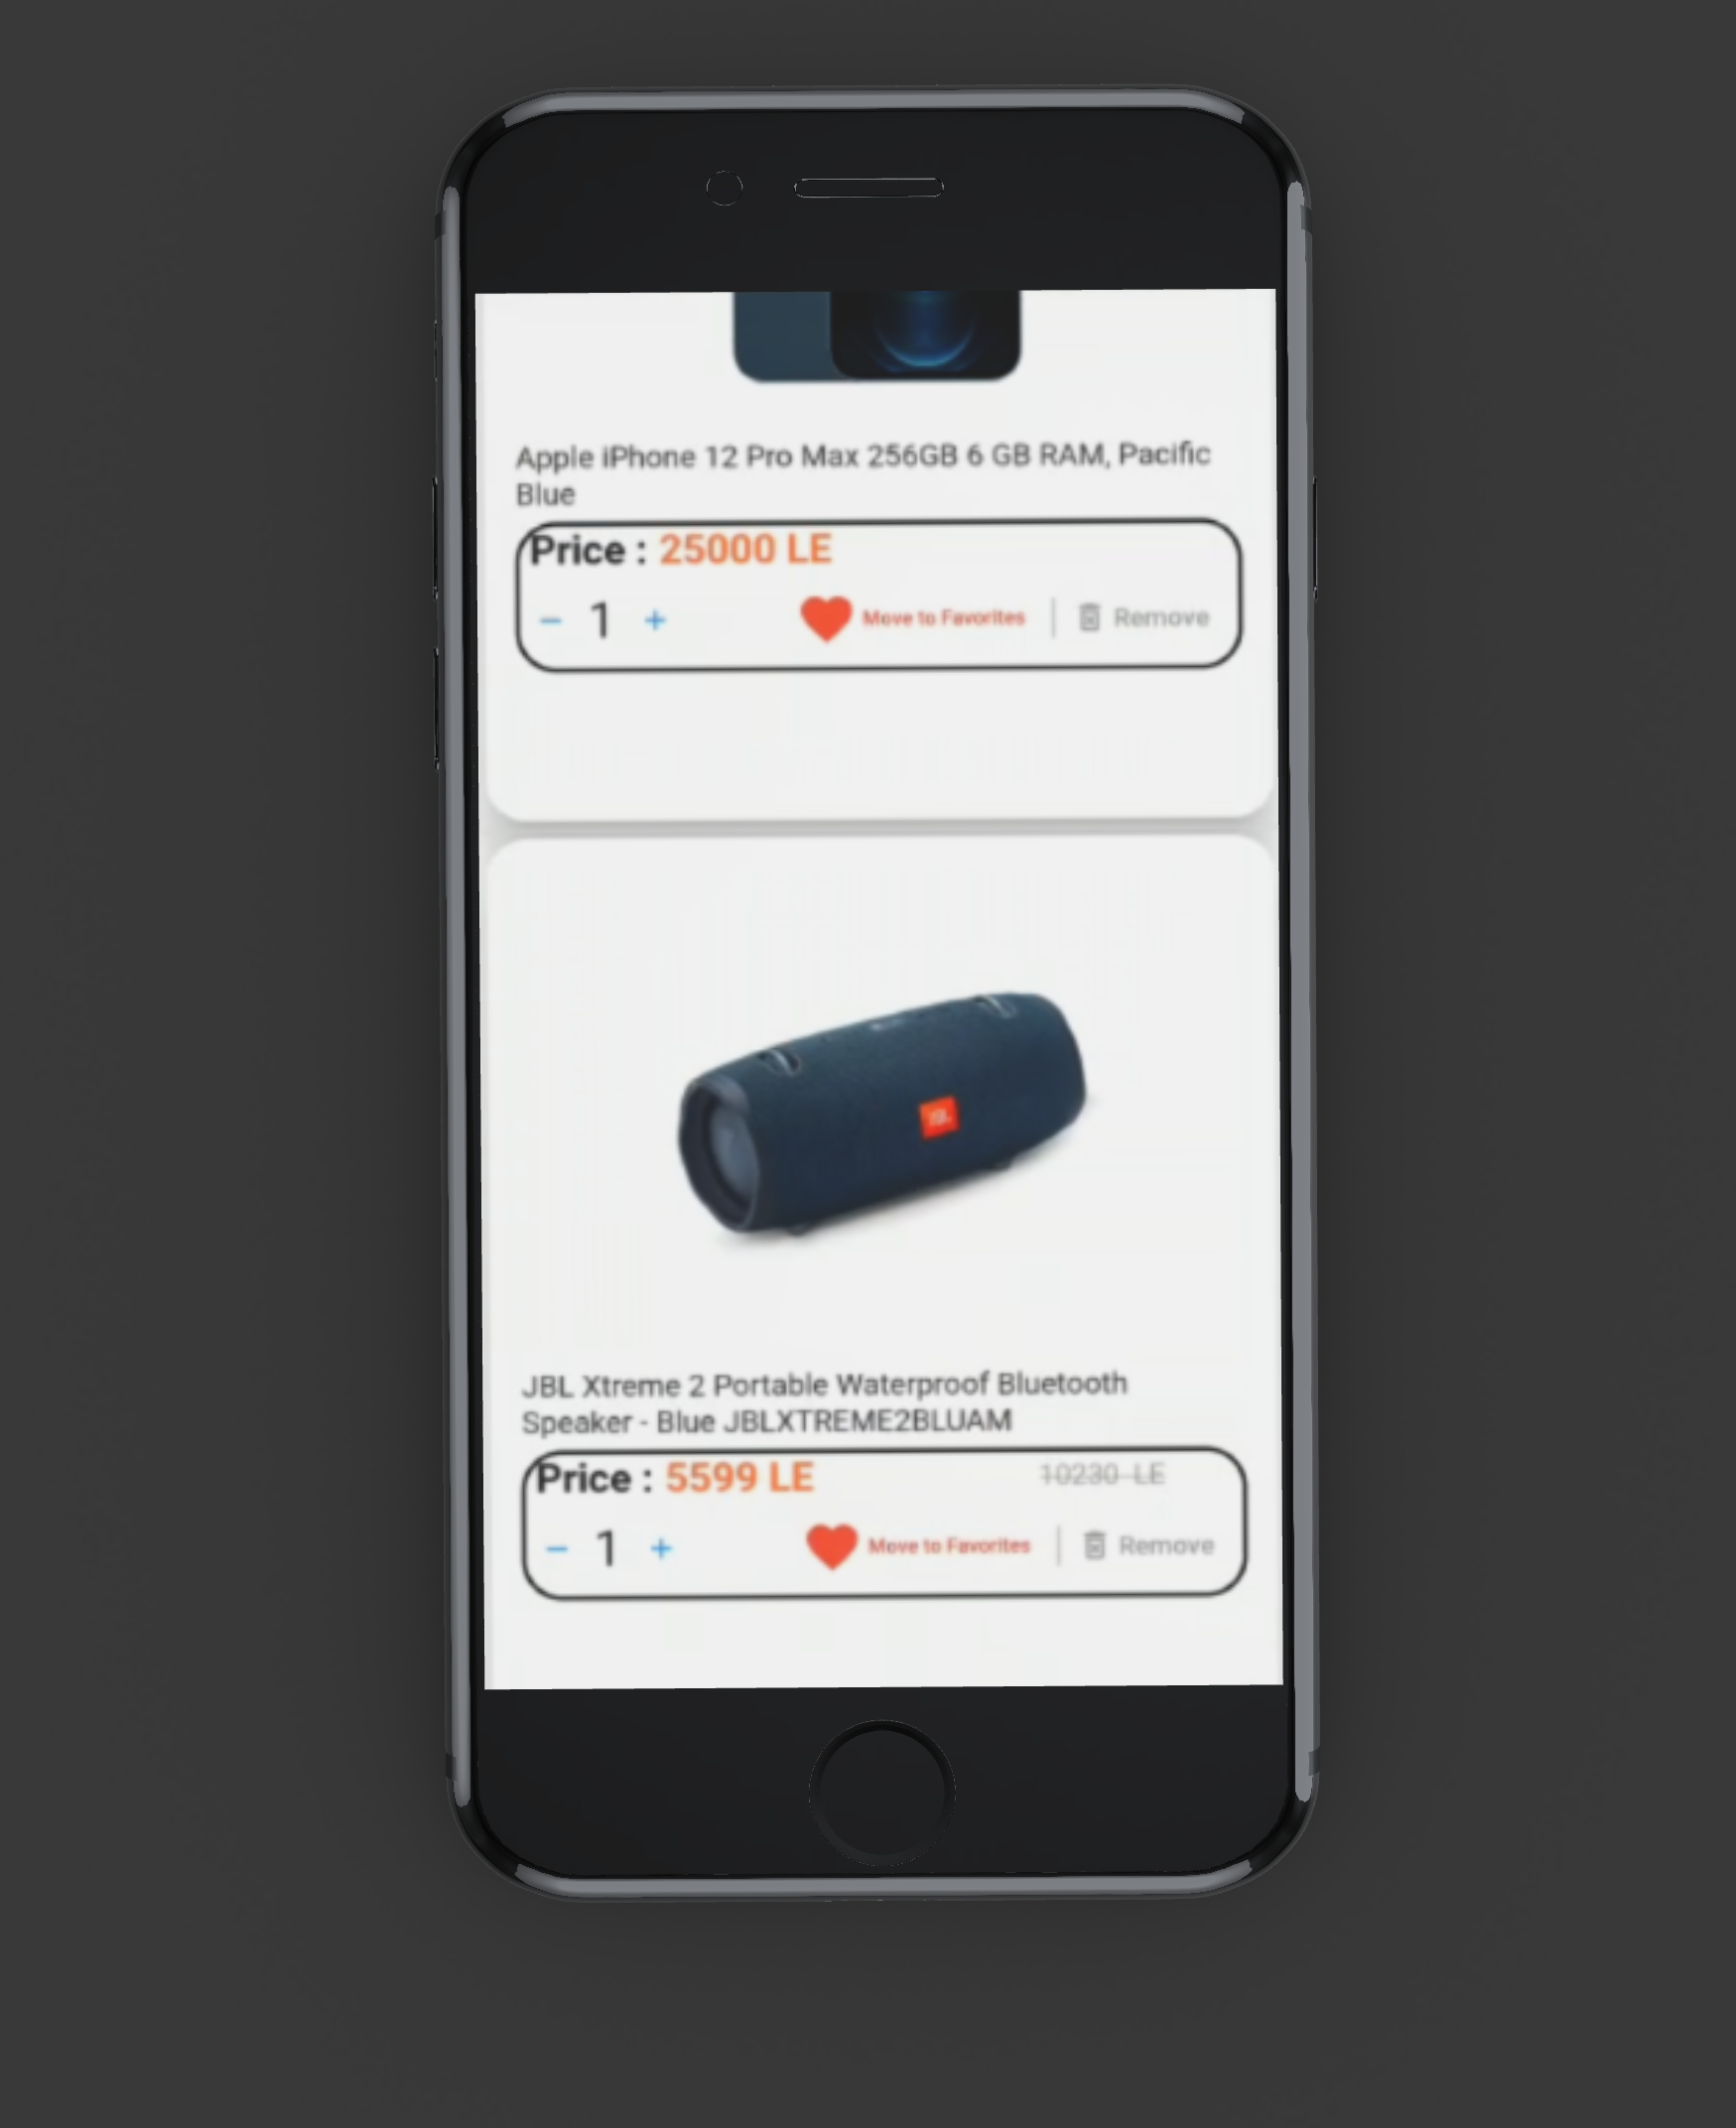 Apple iPhone 12 Pro Max 256GB 6 GB RAM, Pacific
Blue
Price : 25000 LE
− 1 + Move to Favorites | Remove
JBL
JBL Xtreme 2 Portable Waterproof Bluetooth
Speaker - Blue JBLXTREME2BLUAM
Price : 5599 LE 10230 LE
− 1 + Move to Favorites | Remove